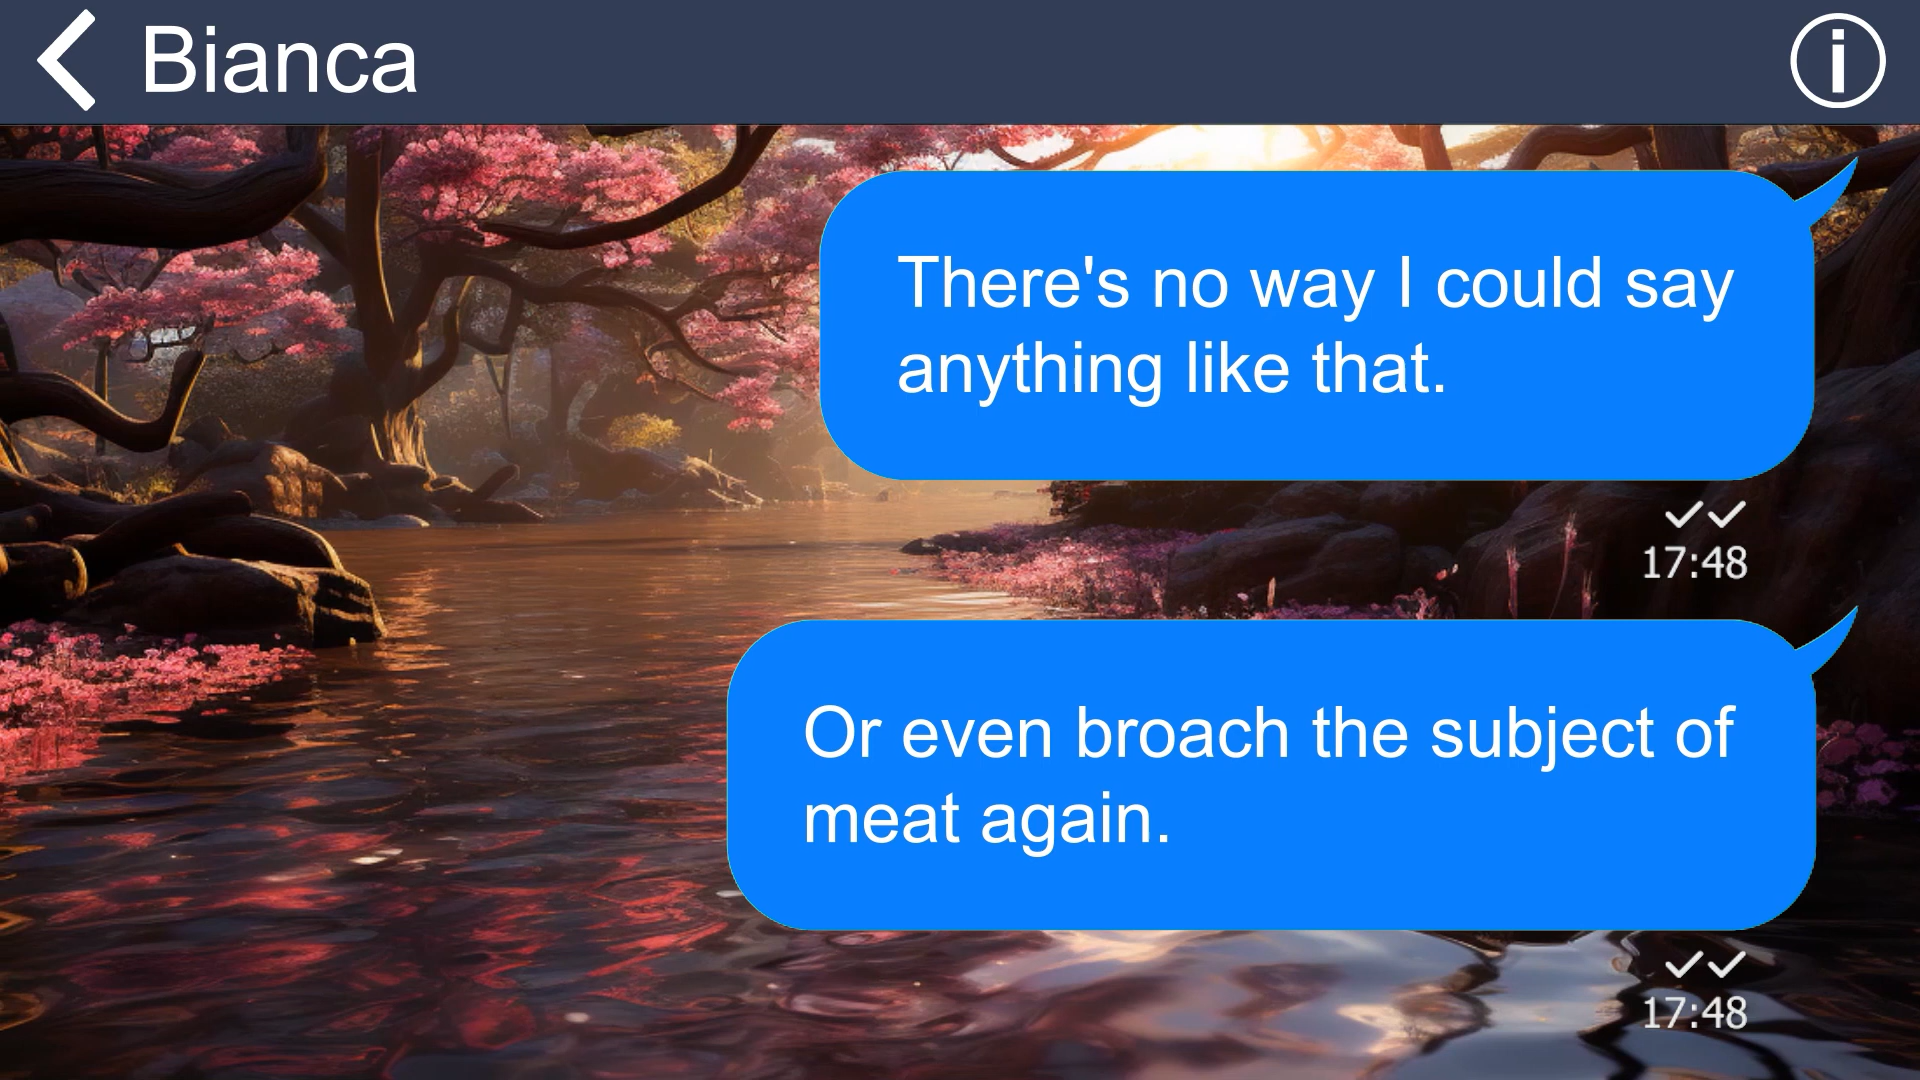 Bianca
There's no way I could say
anything like that.
17:48
Or even broach the subject of
meat again.
17:48